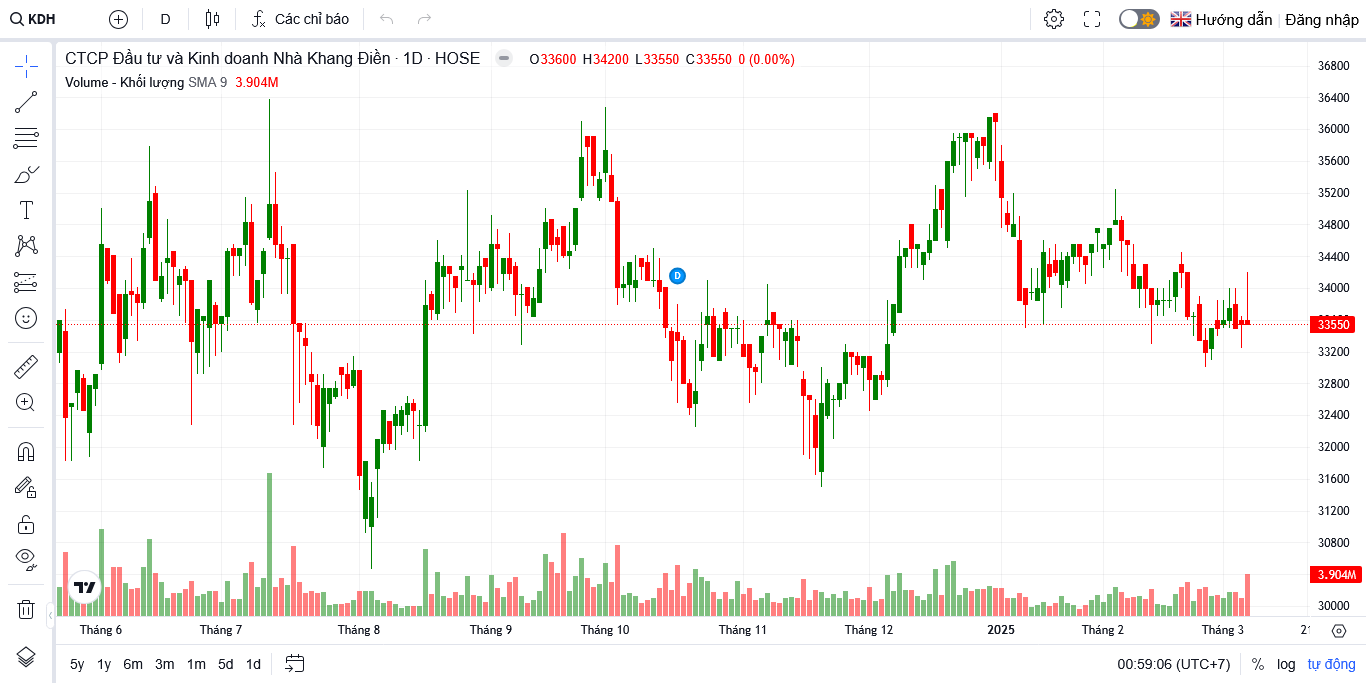 KDH D Các chỉ báo Hướng dẫn Đăng nhập
CTCP Đầu tư và Kinh doanh Nhà Khang Điền · 1D · HOSE O33600 H34200 L33550 C33550 0 (0.00%)
Volume - Khối lượng SMA 9 3.904M
36800
36400
36000
35600
35200
34800
34400
34000
33550
33200
32800
32400
32000
31600
31200
30800
3.904M
30000
D
Tháng 6 Tháng 7 Tháng 8 Tháng 9 Tháng 10 Tháng 11 Tháng 12 2025 Tháng 2 Tháng 3
5y 1y 6m 3m 1m 5d 1d 00:59:06 (UTC+7) % log tự động